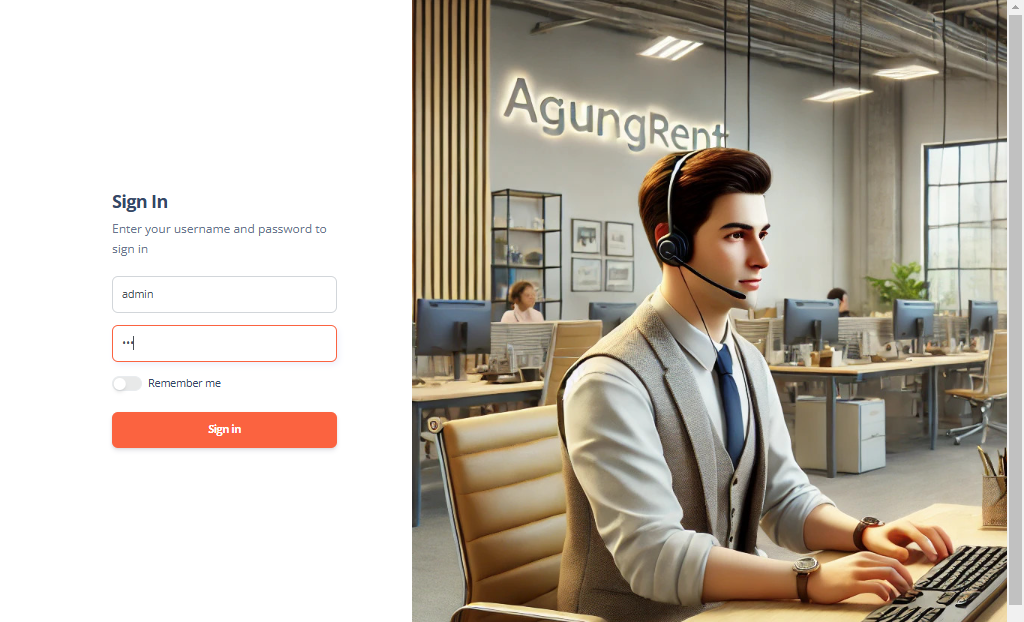 Sign In
Enter your username and password to
sign in
admin
•••
Remember me
Sign in
AgungRent